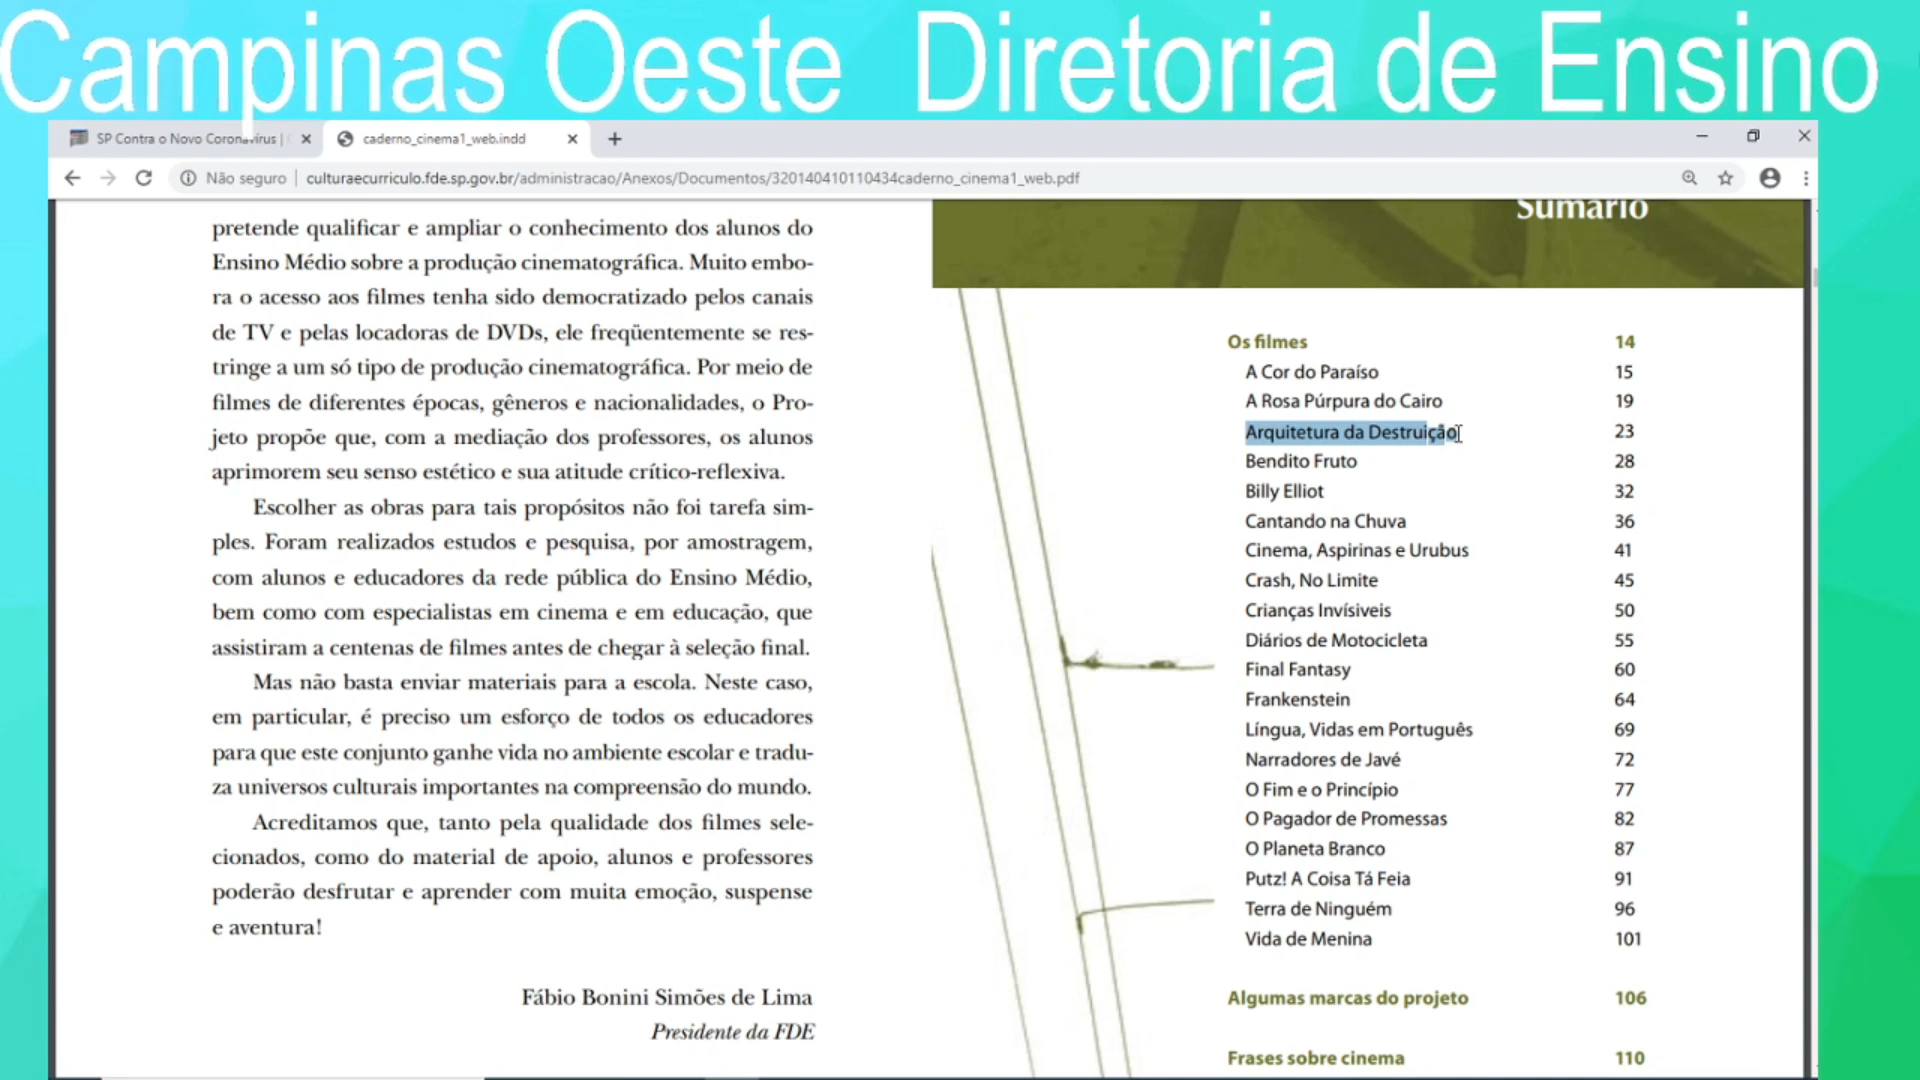 Campinas Oeste Diretoria de Ensino
SP Contra o Novo Coronavírus |
caderno_cinema1_web.indd
Não seguro | culturaecurriculo.fde.sp.gov.br/administracao/Anexos/Documentos/320140410110434caderno_cinema1_web.pdf
pretende qualificar e ampliar o conhecimento dos alunos do
Ensino Médio sobre a produção cinematográfica. Muito embo-
ra o acesso aos filmes tenha sido democratizado pelos canais
de TV e pelas locadoras de DVDs, ele freqüentemente se res-
tringe a um só tipo de produção cinematográfica. Por meio de
filmes de diferentes épocas, gêneros e nacionalidades, o Pro-
jeto propõe que, com a mediação dos professores, os alunos
aprimorem seu senso estético e sua atitude crítico-reflexiva.
Escolher as obras para tais propósitos não foi tarefa sim-
ples. Foram realizados estudos e pesquisa, por amostragem,
com alunos e educadores da rede pública do Ensino Médio,
bem como com especialistas em cinema e em educação, que
assistiram a centenas de filmes antes de chegar à seleção final.
Mas não basta enviar materiais para a escola. Neste caso,
em particular, é preciso um esforço de todos os educadores
para que este conjunto ganhe vida no ambiente escolar e tradu-
za universos culturais importantes na compreensão do mundo.
Acreditamos que, tanto pela qualidade dos filmes sele-
cionados, como do material de apoio, alunos e professores
poderão desfrutar e aprender com muita emoção, suspense
e aventura!
Fábio Bonini Simões de Lima
Presidente da FDE
Sumário
Os filmes 14
A Cor do Paraíso 15
A Rosa Púrpura do Cairo 19
Arquitetura da Destruição 23
Bendito Fruto 28
Billy Elliot 32
Cantando na Chuva 36
Cinema, Aspirinas e Urubus 41
Crash, No Limite 45
Crianças Invísiveis 50
Diários de Motocicleta 55
Final Fantasy 60
Frankenstein 64
Língua, Vidas em Português 69
Narradores de Javé 72
O Fim e o Princípio 77
O Pagador de Promessas 82
O Planeta Branco 87
Putz! A Coisa Tá Feia 91
Terra de Ninguém 96
Vida de Menina 101
Algumas marcas do projeto 106
Frases sobre cinema 110